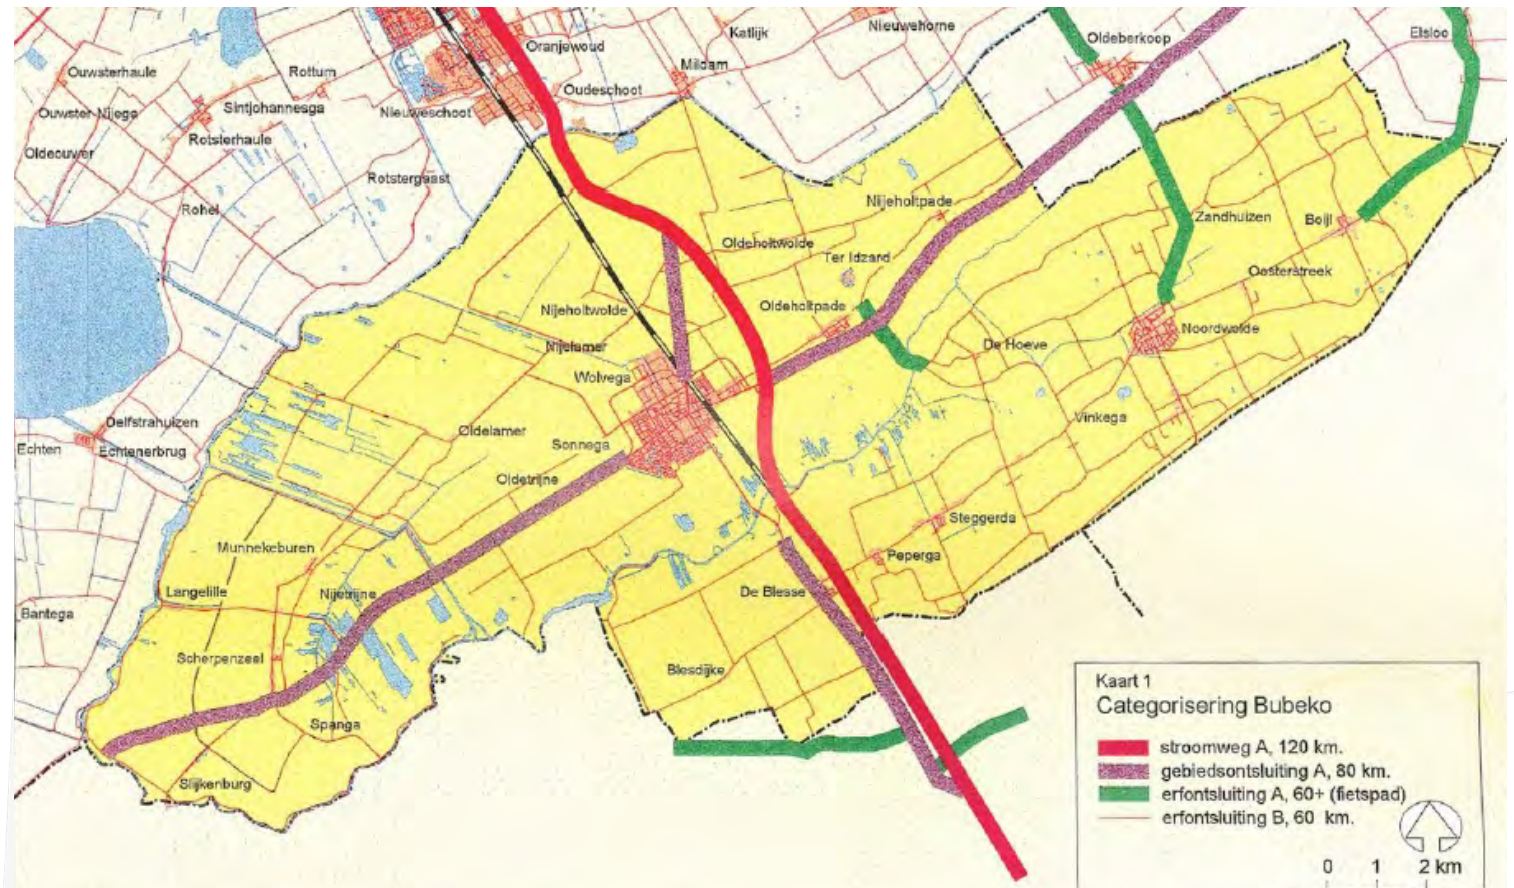 Katlijk
Nieuwehorne
Oldeberkoop
Elsloo
Oranjewoud
Mildam
Ouwsterhaule
Rottum
Oudeschoot
Ouwster-Nijega
Sintjohannesga
Nieuweschoot
Rotsterhaule
Oldeouwer
Rotstergaast
Rohel
Nijeholtpade
Zandhuizen
Boijl
Oldeholtwolde
Ter Idzard
Oosterstreek
Nijeholtwolde
Oldeholtpade
Noordwolde
Nijelamer
De Hoeve
Wolvega
Vinkega
Delfstrahuizen
Oldelamer
Echten
Echtenerbrug
Sonnega
Oldetrijne
Steggerda
Munnekeburen
Peperga
Langelille
Nijetrijne
De Blesse
Bantega
Scherpenzeel
Blesdijke
Spanga
Slijkenburg
Kaart 1
Categorisering Bubeko
stroomweg A, 120 km.
gebiedsontsluiting A, 80 km.
erfontsluiting A, 60+ (fietspad)
erfontsluiting B, 60 km.
0 1 2 km